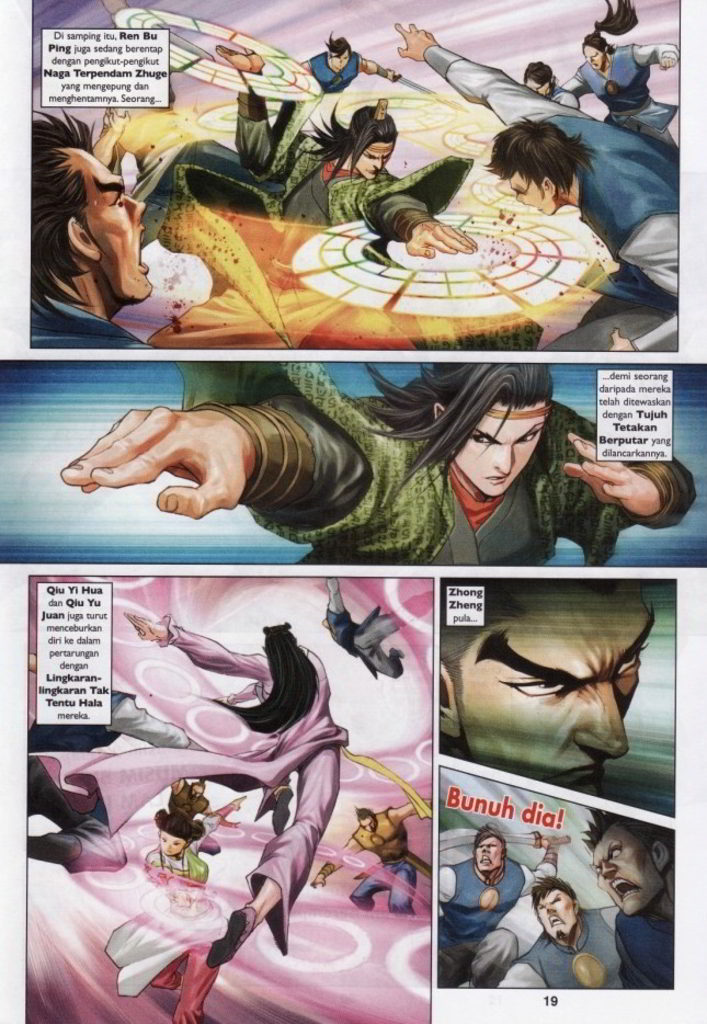 Di samping itu, Ren Bu
Ping juga sedang berentap
dengan pengikut-pengikut
Naga Terpendam Zhuge
yang mengepung dan
menghentamnya. Seorang...
...demi seorang
daripada mereka
telah ditewaskan
dengan Tujuh
Tetakan
Berputar yang
dilancarkannya.
Qiu Yi Hua
dan Qiu Yu
Juan juga turut
menceburkan
diri ke dalam
pertarungan
dengan
Lingkaran-
lingkaran Tak
Tentu Hala
mereka.
Zhong
Zheng
pula...
Bunuh dia!
19